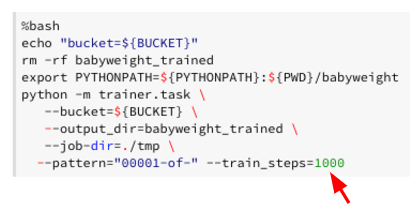 %bash
echo "bucket=${BUCKET}"
rm -rf babyweight_trained
export PYTHONPATH=${PYTHONPATH}:${PWD}/babyweight
python -m trainer.task \
--bucket=${BUCKET} \
--output_dir=babyweight_trained \
--job-dir=./tmp \
--pattern="00001-of-" --train_steps=1000